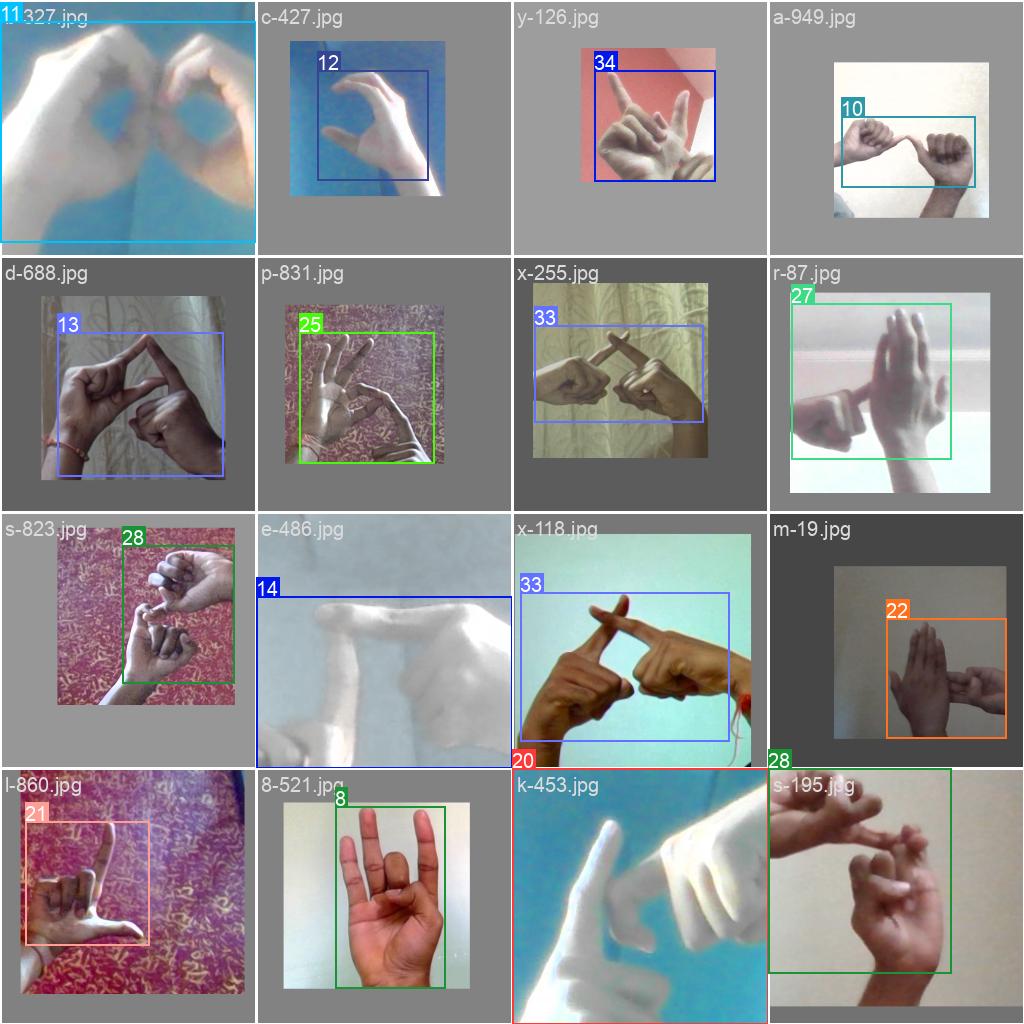 11
b-327.jpg
c-427.jpg
12
y-126.jpg
34
a-949.jpg
10
d-688.jpg
13
p-831.jpg
25
x-255.jpg
33
r-87.jpg
27
s-823.jpg
28
e-486.jpg
14
x-118.jpg
33
m-19.jpg
22
l-860.jpg
21
8-521.jpg
8
20
k-453.jpg
28
s-195.jpg